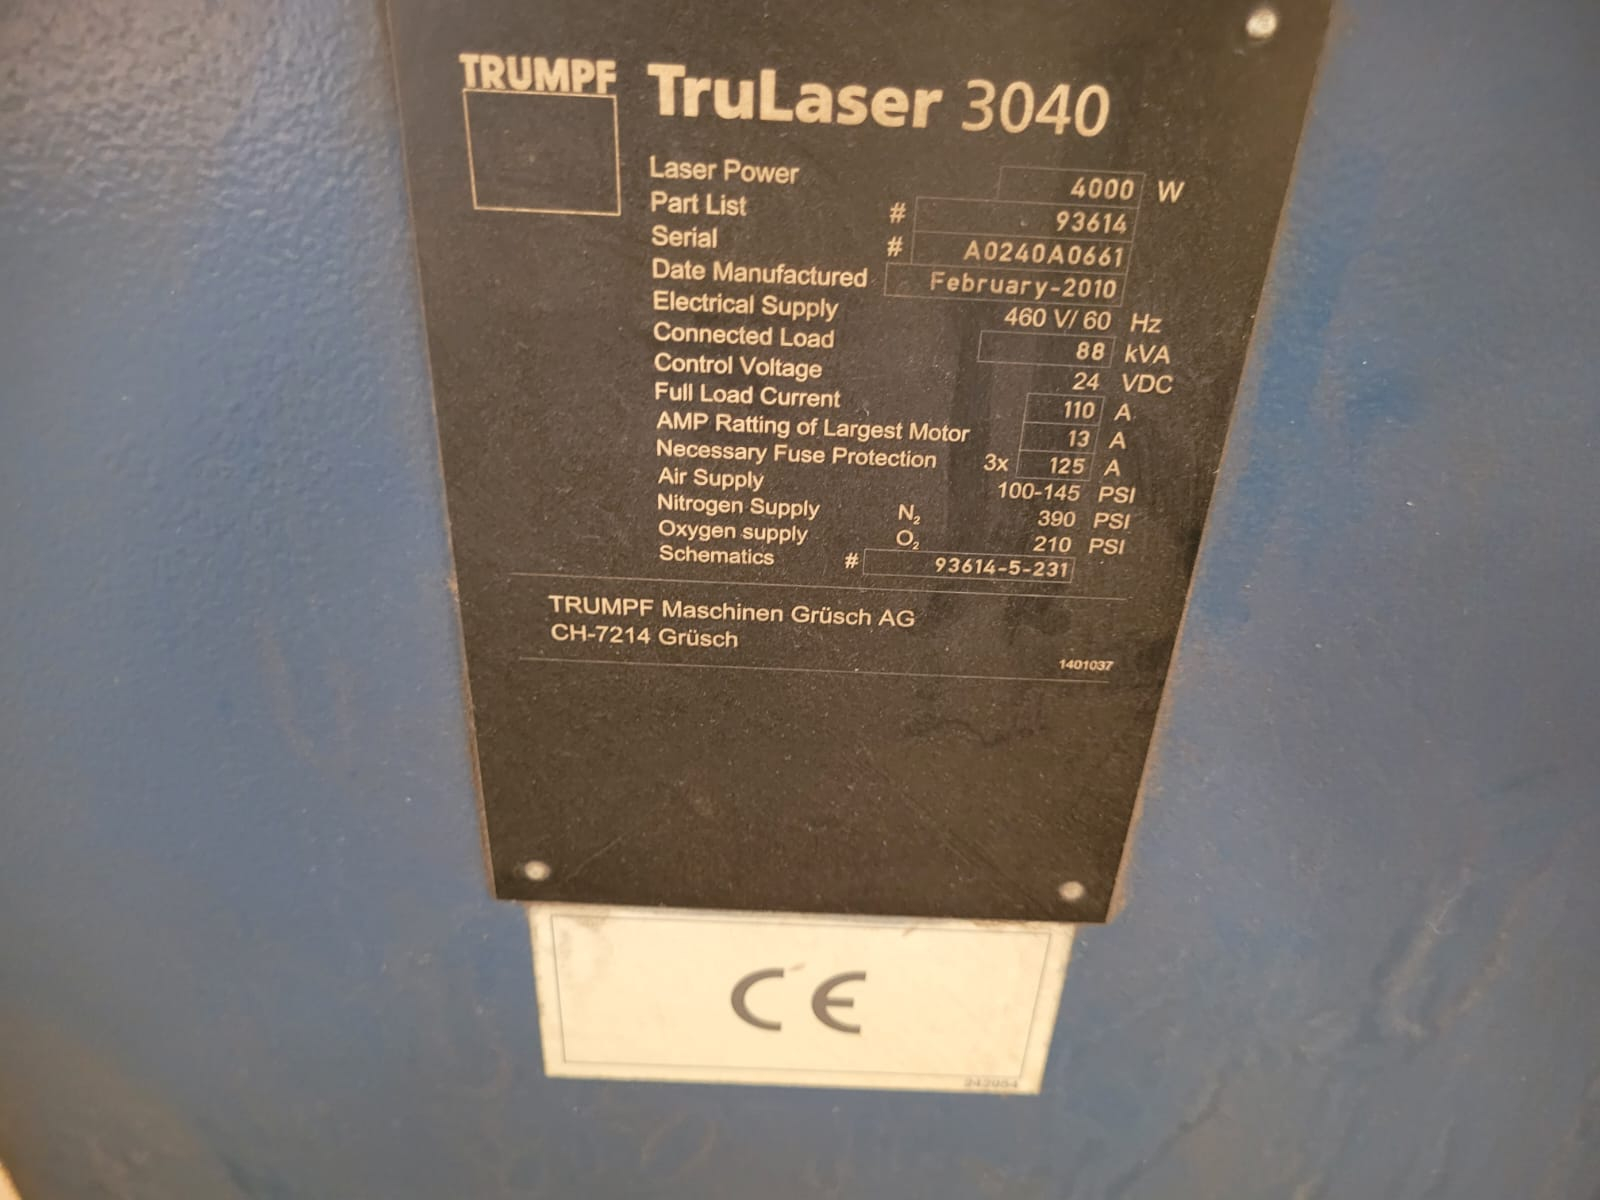 TRUMPF
TruLaser 3040
Laser Power 4000 W
Part List # 93614
Serial # A0240A0661
Date Manufactured February-2010
Electrical Supply 460 V/ 60 Hz
Connected Load 88 kVA
Control Voltage 24 VDC
Full Load Current 110 A
AMP Ratting of Largest Motor 13 A
Necessary Fuse Protection 3x 125 A
Air Supply 100-145 PSI
Nitrogen Supply N₂ 390 PSI
Oxygen supply O₂ 210 PSI
Schematics # 93614-5-231
TRUMPF Maschinen Grüsch AG
CH-7214 Grüsch
1401037
CE